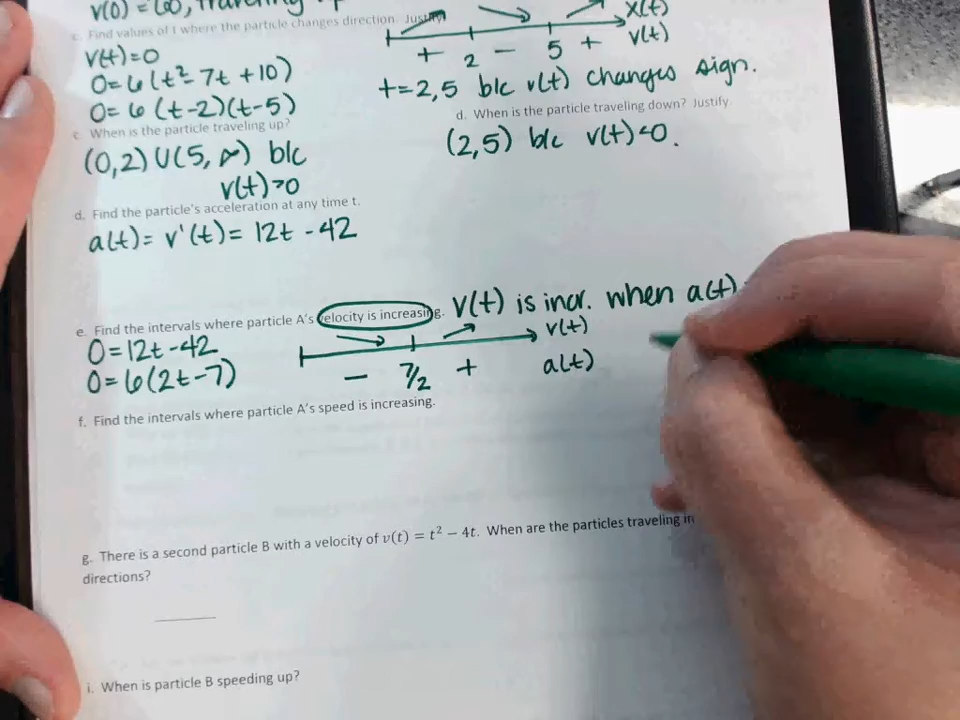 v(0) = 60,
c. Find values of t where the particle changes direction. Justify
v(t)=0
0=6(t²-7t+10)
0=6(t-2)(t-5)
x(t)
+ 2 - 5 + v(t)
t=2,5 b/c v(t) changes sign.
c. When is the particle traveling up?
(0,2)U(5,∞) b/c
v(t)>0
d. When is the particle traveling down? Justify
(2,5) b/c v(t)<0.
d. Find the particle's acceleration at any time t.
a(t)= v'(t)= 12t-42
e. Find the intervals where particle A's velocity is increasing. v(t) is incr. when a(t)
0=12t-42
0=6(2t-7)
v(t)
- 7/2 + a(t)
f. Find the intervals where particle A's speed is increasing.
g. There is a second particle B with a velocity of v(t) = t² − 4t. When are the particles traveling in
directions?
i. When is particle B speeding up?